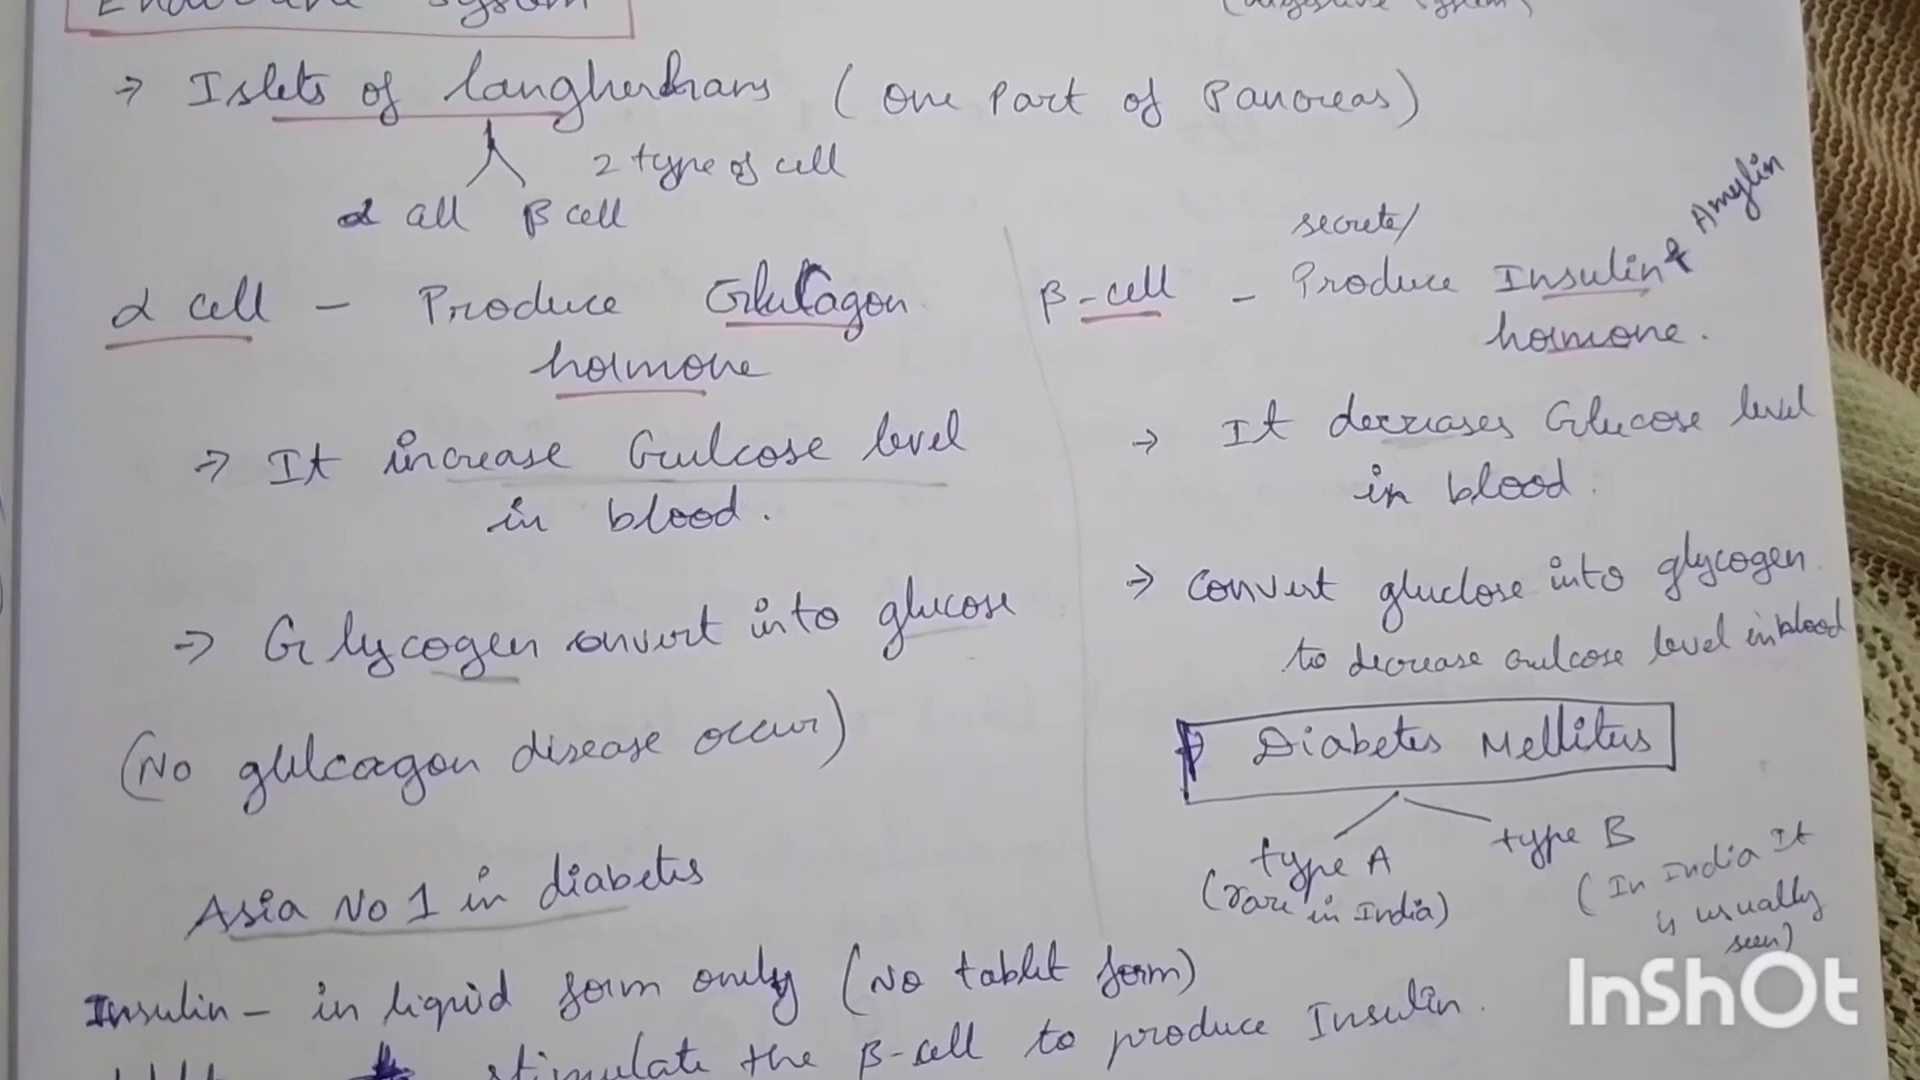 Endocrine System
(digestive System)
→ Islets of Langherhans (one Part of Pancreas)
2 type of cell
α cell β cell
α cell - Produce Glucagon
hormone
→ It increase Gulcose level
in blood.
→ Glycogen convert into glucose
(No glulcagon disease occur)
Asia No 1 in diabetes
secrete/
β-cell - Produce Insulin & Amylin
hormone.
→ It decreases Glucose level
in blood.
→ Convert gluclose into glycogen
to decrease Gulcose level in blood
Diabetes Mellitus
type A type B
(rare in India) (In India It
is usually
seen)
Insulin - in liquid form only (No tablet form)
stimulate the β-cell to produce Insulin.
InShOt